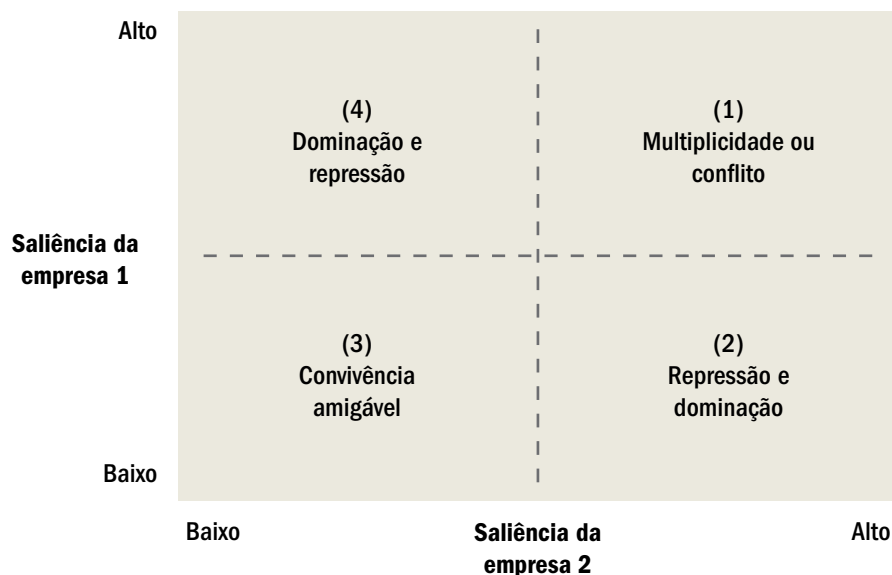 Alto
(4)
Dominação e
repressão
(1)
Multiplicidade ou
conflito
Saliência da
empresa 1
(3)
Convivência
amigável
(2)
Repressão e
dominação
Baixo
Baixo
Saliência da
empresa 2
Alto